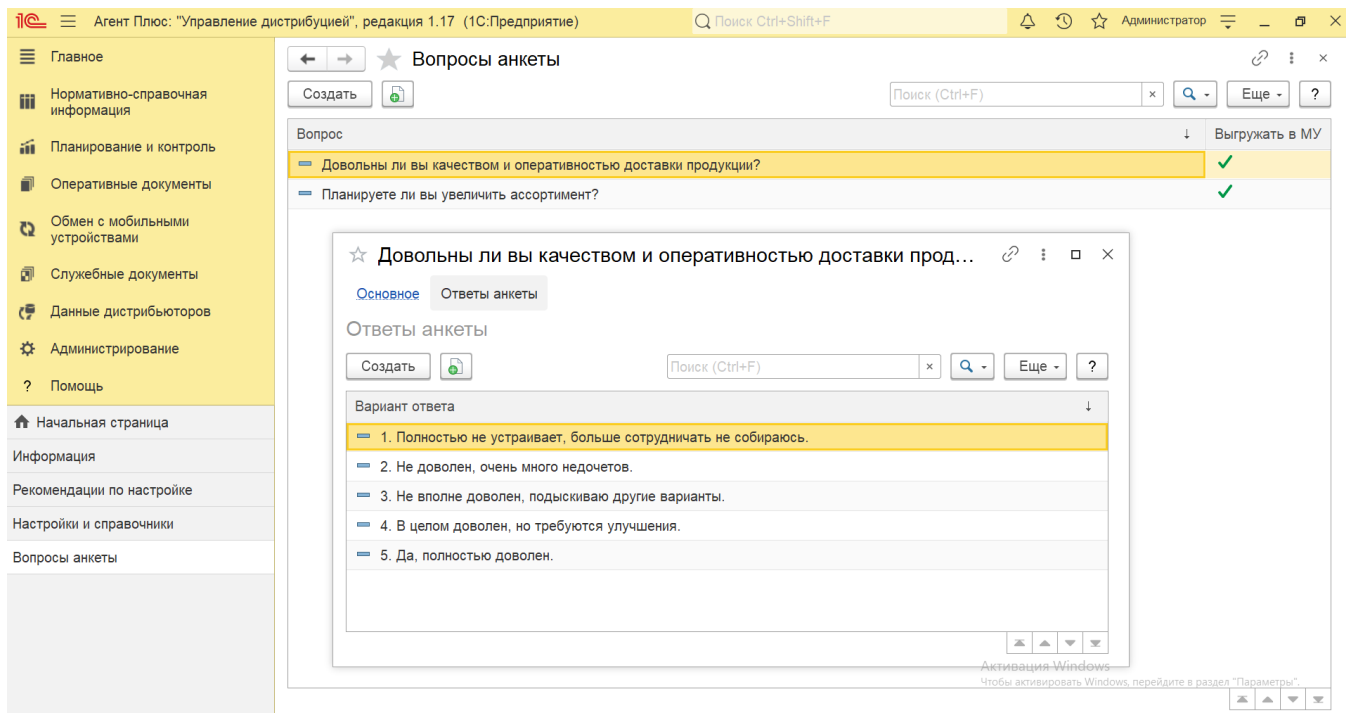 Агент Плюс: "Управление дистрибуцией", редакция 1.17 (1С:Предприятие)
Поиск Ctrl+Shift+F
Администратор
Главное
Нормативно-справочная
информация
Планирование и контроль
Оперативные документы
Обмен с мобильными
устройствами
Служебные документы
Данные дистрибьюторов
Администрирование
? Помощь
Начальная страница
Информация
Рекомендации по настройке
Настройки и справочники
Вопросы анкеты
Вопросы анкеты
Создать
Поиск (Ctrl+F)
×
Еще
?
Вопрос ↓ Выгружать в МУ
Довольны ли вы качеством и оперативностью доставки продукции?
Планируете ли вы увеличить ассортимент?
Довольны ли вы качеством и оперативностью доставки прод...
Основное Ответы анкеты
Ответы анкеты
Создать
Поиск (Ctrl+F)
×
Еще
?
Вариант ответа ↓
1. Полностью не устраивает, больше сотрудничать не собираюсь.
2. Не доволен, очень много недочетов.
3. Не вполне доволен, подыскиваю другие варианты.
4. В целом доволен, но требуются улучшения.
5. Да, полностью доволен.
Активация Windows
Чтобы активировать Windows, перейдите в раздел "Параметры".